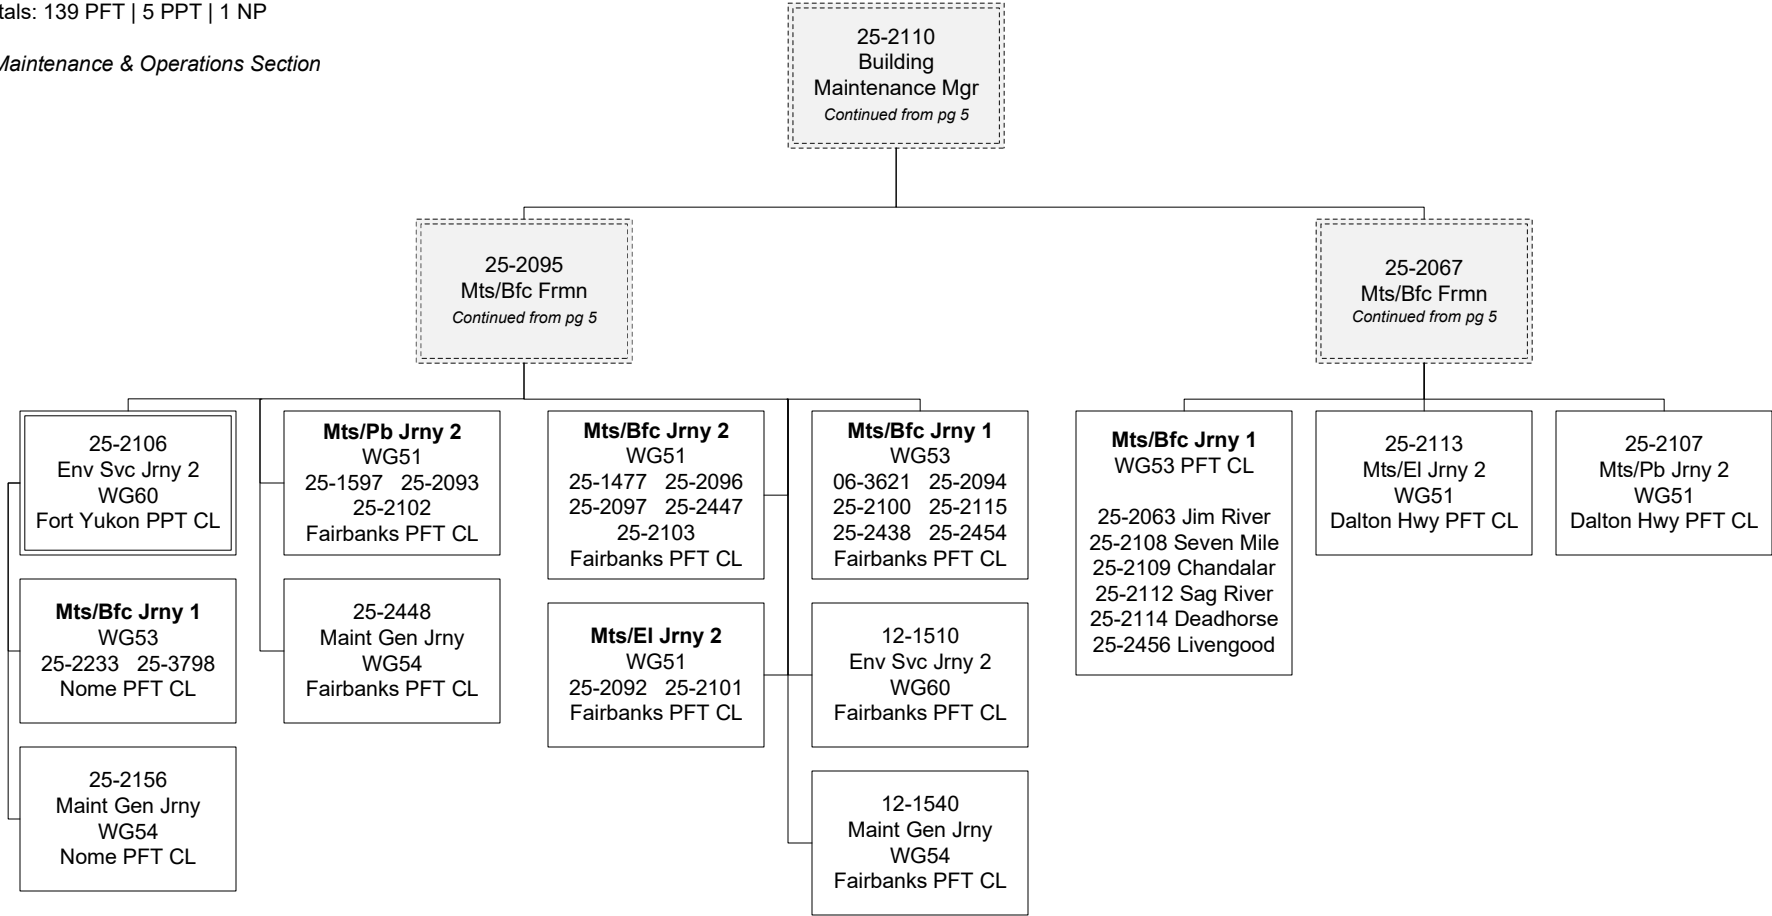 tals: 139 PFT | 5 PPT | 1 NP
Maintenance & Operations Section
25-2110
Building
Maintenance Mgr
Continued from pg 5
25-2095
Mts/Bfc Frmn
Continued from pg 5
25-2067
Mts/Bfc Frmn
Continued from pg 5
25-2106
Env Svc Jrny 2
WG60
Fort Yukon PPT CL
Mts/Bfc Jrny 1
WG53
25-2233 25-3798
Nome PFT CL
25-2156
Maint Gen Jrny
WG54
Nome PFT CL
Mts/Pb Jrny 2
WG51
25-1597 25-2093
25-2102
Fairbanks PFT CL
25-2448
Maint Gen Jrny
WG54
Fairbanks PFT CL
Mts/Bfc Jrny 2
WG51
25-1477 25-2096
25-2097 25-2447
25-2103
Fairbanks PFT CL
Mts/El Jrny 2
WG51
25-2092 25-2101
Fairbanks PFT CL
Mts/Bfc Jrny 1
WG53
06-3621 25-2094
25-2100 25-2115
25-2438 25-2454
Fairbanks PFT CL
12-1510
Env Svc Jrny 2
WG60
Fairbanks PFT CL
12-1540
Maint Gen Jrny
WG54
Fairbanks PFT CL
Mts/Bfc Jrny 1
WG53 PFT CL
25-2063 Jim River
25-2108 Seven Mile
25-2109 Chandalar
25-2112 Sag River
25-2114 Deadhorse
25-2456 Livengood
25-2113
Mts/El Jrny 2
WG51
Dalton Hwy PFT CL
25-2107
Mts/Pb Jrny 2
WG51
Dalton Hwy PFT CL